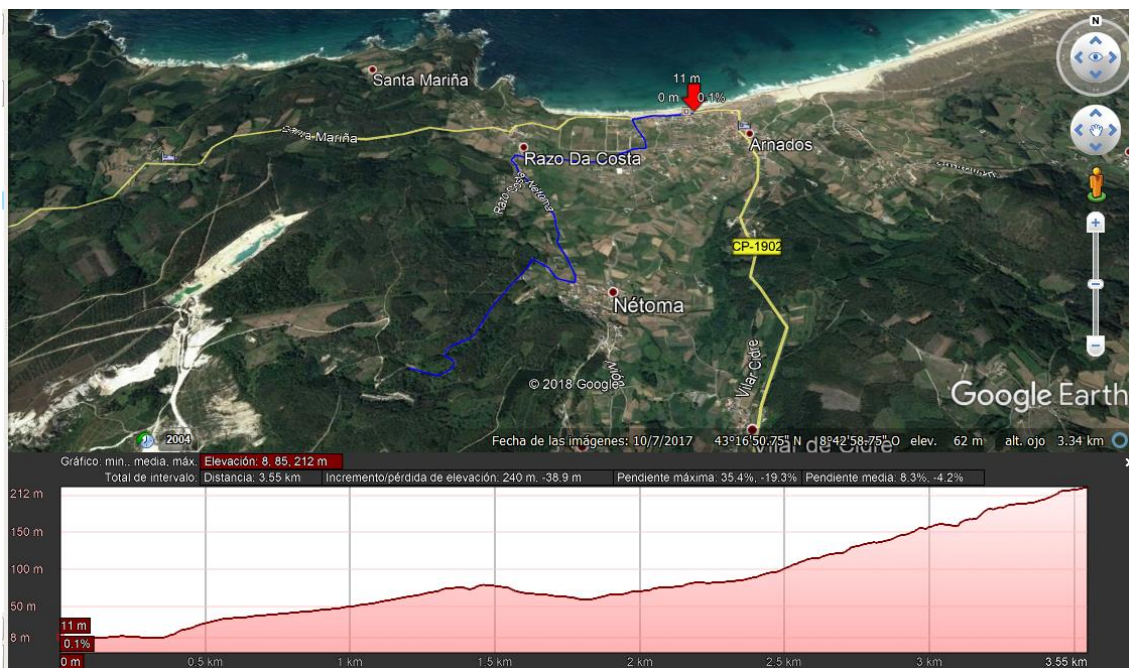 N
Santa Mariña
11 m
0 m 0.1%
Santa Mariña
Razo Da Costa
Arnados
Nétoma
CP-1902
Nétoma
Nión
Vilar Cidre
© 2018 Google
Google Earth
2004
Fecha de las imágenes: 10/7/2017 43°16'50.75" N 8°42'58.75" O elev. 62 m alt. ojo 3.34 km
Vilar de Cidre
Gráfico: min., media, máx. Elevación: 8, 85, 212 m
Total de intervalo: Distancia: 3.55 km Incremento/pérdida de elevación: 240 m, -38.9 m Pendiente máxima: 35.4%, -19.3% Pendiente media: 8.3%, -4.2%
212 m
150 m
100 m
50 m
11 m
8 m
0.1%
0 m 0.5 km 1 km 1.5 km 2 km 2.5 km 3 km 3.55 km